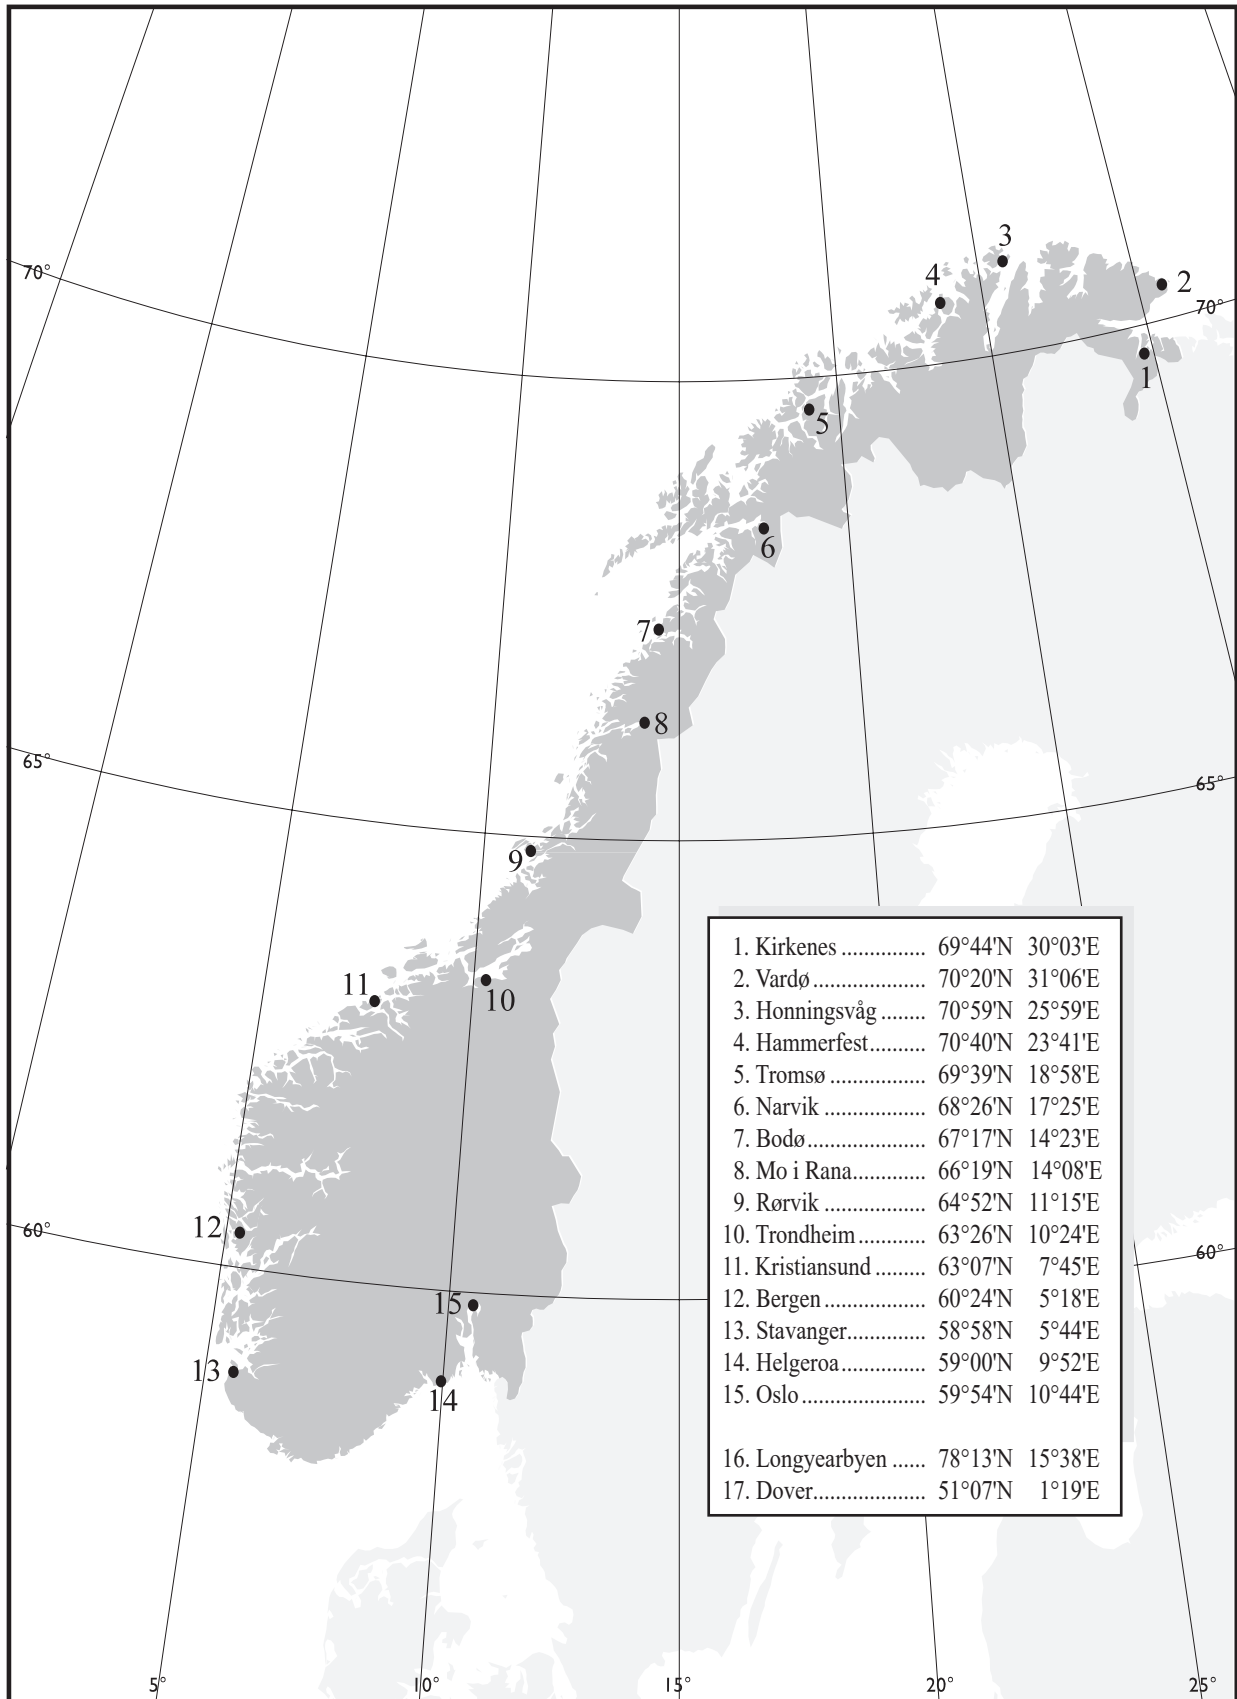 3
4
2
70°
70°
1
5
6
7
8
65°
65°
9
11
10
12
60°
60°
15
13
14
1. Kirkenes .............. 69°44'N 30°03'E
2. Vardø ................... 70°20'N 31°06'E
3. Honningsvåg ........ 70°59'N 25°59'E
4. Hammerfest.......... 70°40'N 23°41'E
5. Tromsø ................. 69°39'N 18°58'E
6. Narvik .................. 68°26'N 17°25'E
7. Bodø..................... 67°17'N 14°23'E
8. Mo i Rana............. 66°19'N 14°08'E
9. Rørvik .................. 64°52'N 11°15'E
10. Trondheim ............ 63°26'N 10°24'E
11. Kristiansund ......... 63°07'N 7°45'E
12. Bergen .................. 60°24'N 5°18'E
13. Stavanger.............. 58°58'N 5°44'E
14. Helgeroa ............... 59°00'N 9°52'E
15. Oslo ...................... 59°54'N 10°44'E
16. Longyearbyen ...... 78°13'N 15°38'E
17. Dover.................... 51°07'N 1°19'E
5° 10° 15° 20° 25°